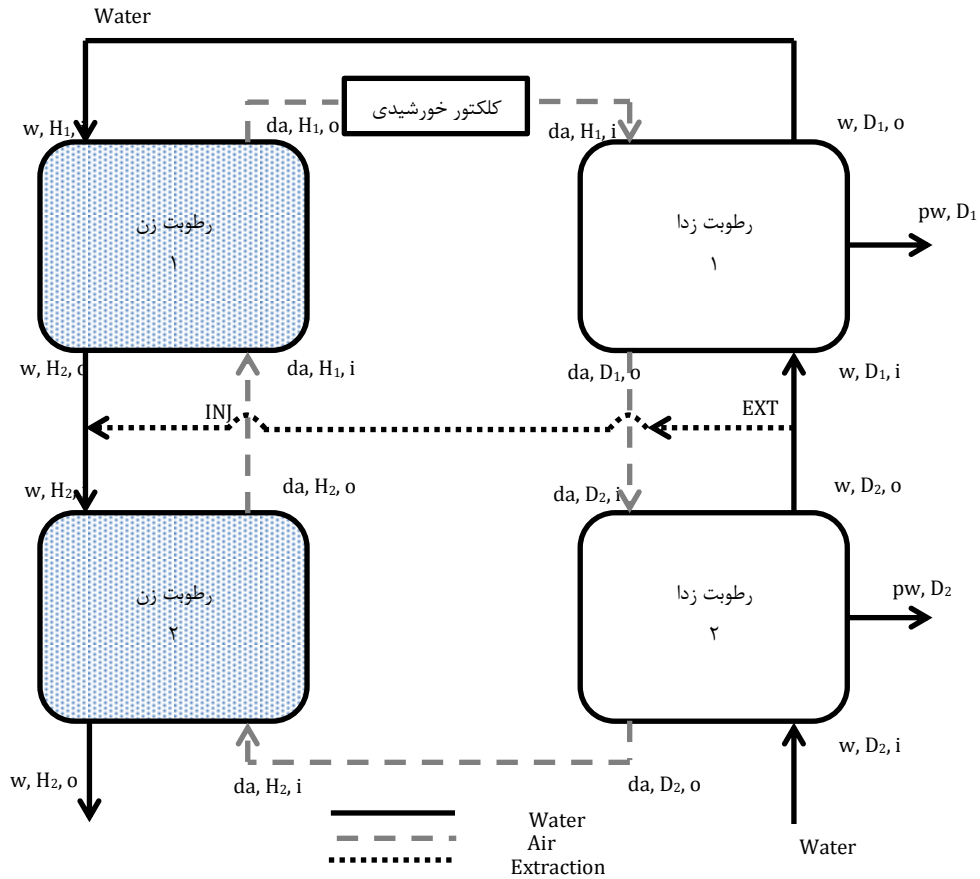 Water
کلکتور خورشیدی
w, H₁, i
da, H₁, o
da, H₁, i
w, D₁, o
رطوبت زن
۱
رطوبت زدا
۱
pw, D₁
w, H₂, o
da, H₁, i
da, D₁, o
w, D₁, i
INJ
EXT
w, H₂, i
da, H₂, o
da, D₂, i
w, D₂, o
رطوبت زن
۲
رطوبت زدا
۲
pw, D₂
w, H₂, o
da, H₂, i
da, D₂, o
w, D₂, i
Water
Air
Extraction
Water